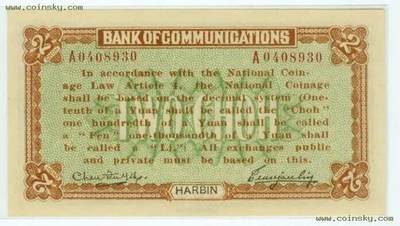 www.coinsky.com
BANK OF COMMUNICATIONS
A0408930 A0408930
In accordance with the National Coin-
age Law Article 4, the National Coinage
shall be based on the decimal system (One-
tenth of a Yuan shall be called the "Choh"
one hundredth of a Yuan shall be called
a "Fen" one-thousandth of a Yuan shall
be called a "Li.") All exchanges public
and private must be based on this.
HARBIN
www.coinsky.com